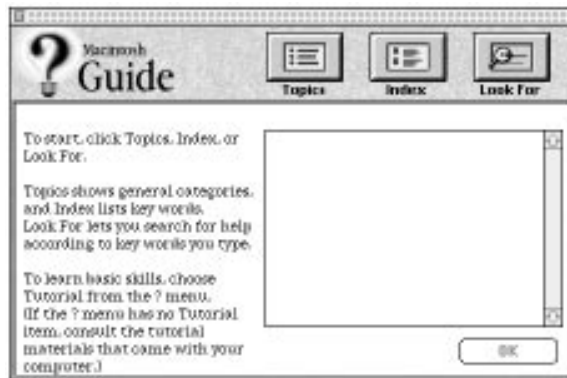 Macintosh
Guide
Topics
Index
Look For
To start, click Topics, Index, or
Look For.
Topics shows general categories,
and Index lists key words.
Look For lets you search for help
according to key words you type.
To learn basic skills, choose
Tutorial from the ? menu.
(If the ? menu has no Tutorial
item, consult the tutorial
materials that came with your
computer.)
OK